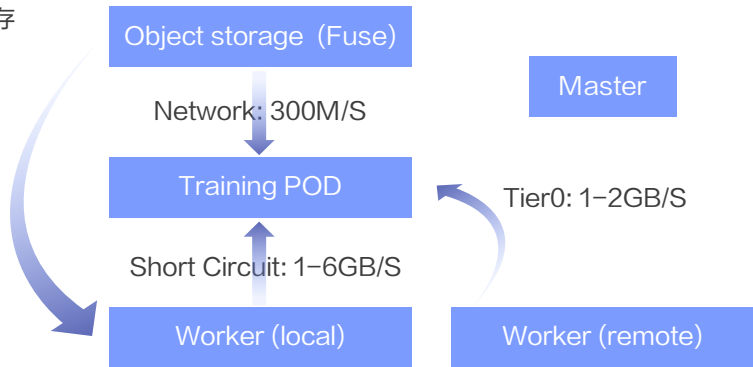 存
Object storage (Fuse)
Master
Network: 300M/S
Training POD
Tier0: 1-2GB/S
Short Circuit: 1-6GB/S
Worker (local)
Worker (remote)